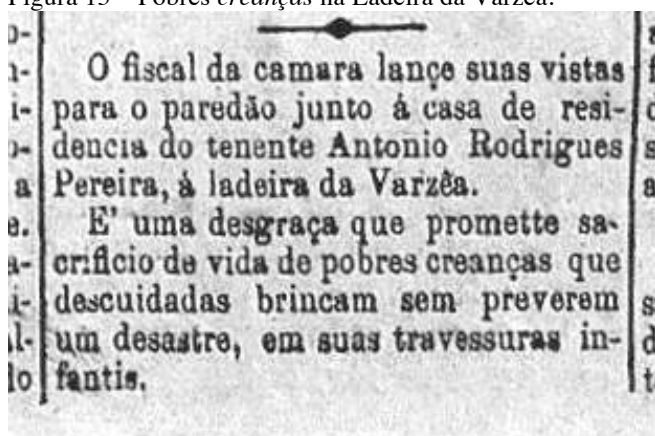 Figura 15 – Pobres creanças na Ladeira da Várzea.
O fiscal da camara lançe suas vistas
para o paredão junto á casa de resi-
dencia do tenente Antonio Rodrigues
Pereira, á ladeira da Varzêa.
E' uma desgraça que promette sa-
crificio de vida de pobres creanças que
descuidadas brincam sem preverem
um desastre, em suas travessuras in-
fantis.